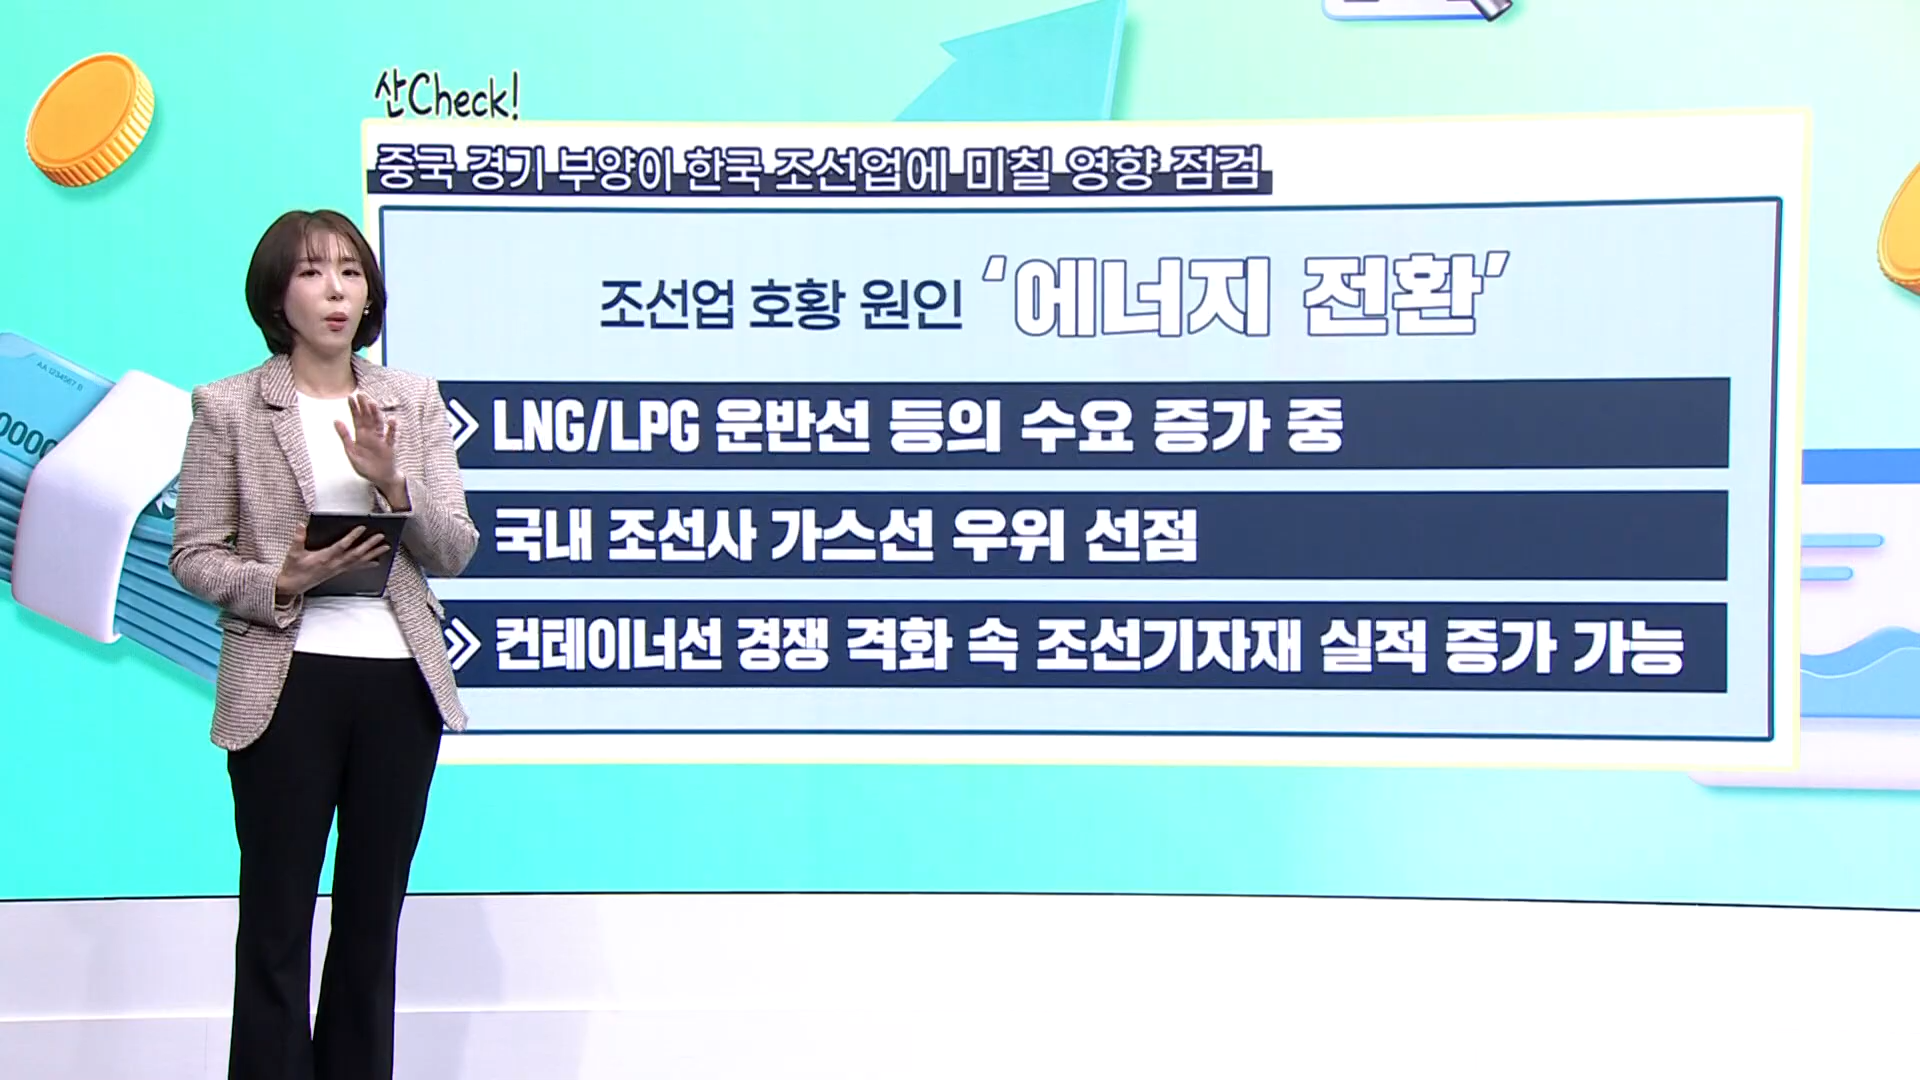 산Check!
중국 경기 부양이 한국 조선업에 미칠 영향 점검
조선업 호황 원인 ‘에너지 전환’
LNG/LPG 운반선 등의 수요 증가 중
국내 조선사 가스선 우위 선점
컨테이너선 경쟁 격화 속 조선기자재 실적 증가 가능
AA 1234567 B
0000